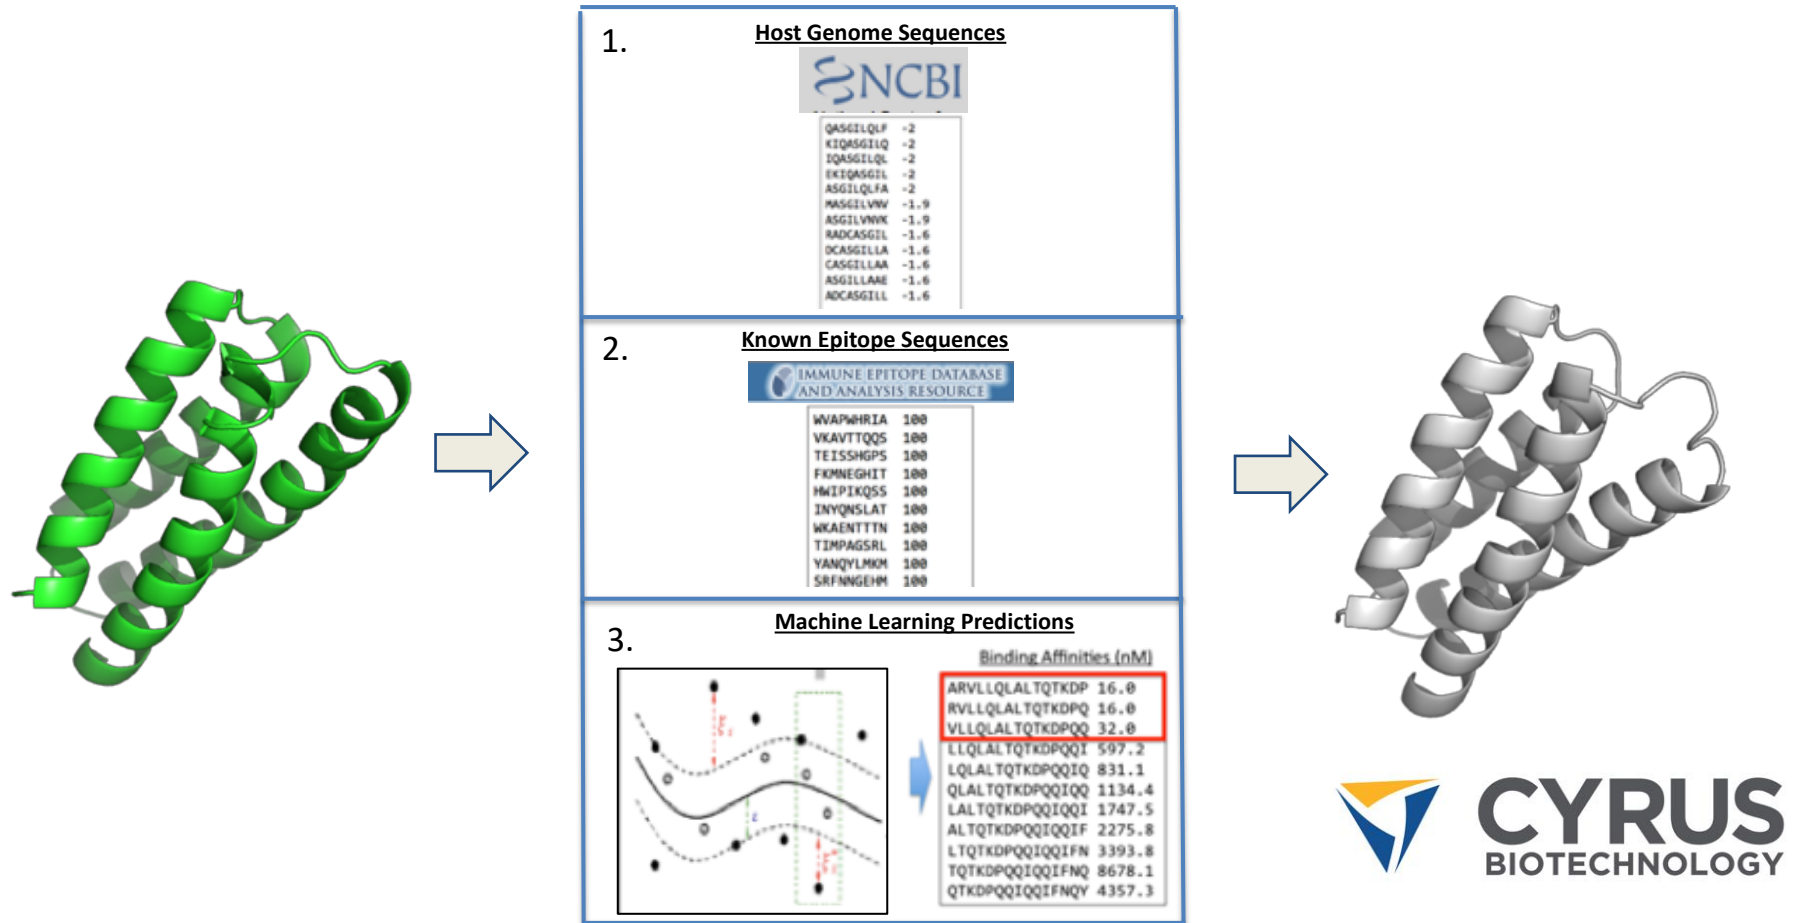 1.
Host Genome Sequences
NCBI
QASGILQLF -2
KIQASGILQ -2
IQASGILQL -2
EKIQASGIL -2
ASGILQLFA -2
MASGILVNV -1.9
ASGILVNVK -1.9
RADCASGIL -1.6
DCASGILLA -1.6
CASGILLAA -1.6
ASGILLAAE -1.6
ADCASGILL -1.6
2.
Known Epitope Sequences
IMMUNE EPITOPE DATABASE
AND ANALYSIS RESOURCE
WVAPWHRIA 100
VKAVTTQQS 100
TEISSHGPS 100
FKMNEGHIT 100
HWIPIKQSS 100
INYQNSLAT 100
WKAENTTTN 100
TIMPAGSRL 100
YANQYLMKM 100
SRFNNGEHM 100
3.
Machine Learning Predictions
Binding Affinities (nM)
ARVLLQLALTQTKDP 16.0
RVLLQLALTQTKDPQ 16.0
VLLQLALTQTKDPQQ 32.0
LLQLALTQTKDPQQI 597.2
LQLALTQTKDPQQIQ 831.1
QLALTQTKDPQQIQQ 1134.4
LALTQTKDPQQIQQI 1747.5
ALTQTKDPQQIQQIF 2275.8
LTQTKDPQQIQQIFN 3393.8
TQTKDPQQIQQIFNQ 8678.1
QTKDPQQIQQIFNQY 4357.3
CYRUS
BIOTECHNOLOGY